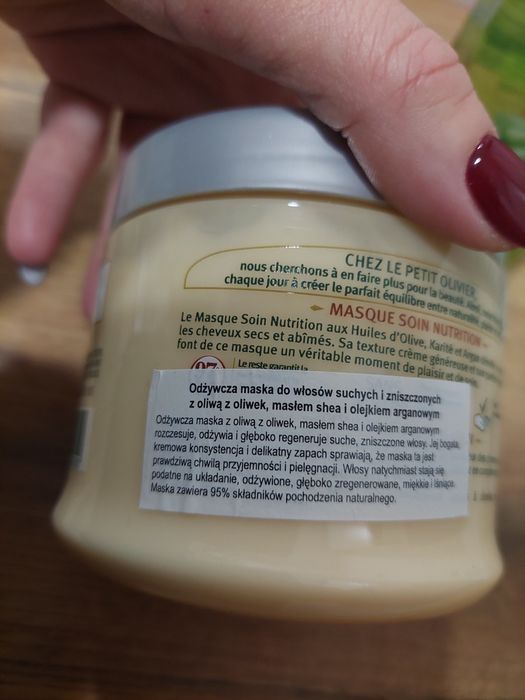 CHEZ LE PETIT OLIVIER
nous cherchons à en faire plus pour la beauté.
chaque jour à créer le parfait équilibre entre
MASQUE SOIN NUTRITION
Le Masque Soin Nutrition aux Huiles d'Olive, Karité et
les cheveux secs et abîmés. Sa texture crème généreuse et
font de ce masque un véritable moment de plaisir et de
Le reste garantit la
Odżywcza maska do włosów suchych i zniszczonych
z oliwą z oliwek, masłem shea i olejkiem arganowym
Odżywcza maska z oliwą z oliwek, masłem shea i olejkiem arganowym
rozczesuje, odżywia i głęboko regeneruje suche, zniszczone włosy. Jej bogata,
kremowa konsystencja i delikatny zapach sprawiają, że maska ta jest
prawdziwą chwilą przyjemności i pielęgnacji. Włosy natychmiast stają się
podatne na układanie, odżywione, głęboko zregenerowane, miękkie i lśniące.
Maska zawiera 95% składników pochodzenia naturalnego.